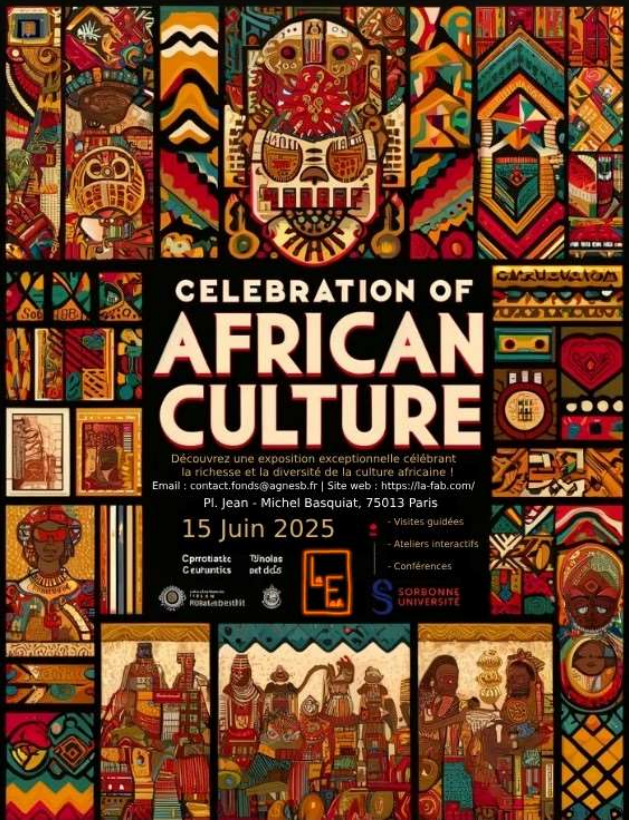 CELEBRATION OF
AFRICAN
CULTURE
Découvrez une exposition exceptionnelle célébrant
la richesse et la diversité de la culture africaine !
Email : contact.fonds@agnesb.fr | Site web : https://la-fab.com/
Pl. Jean - Michel Basquiat, 75013 Paris
15 Juin 2025
- Visites guidées
- Ateliers interactifs
- Conférences
SORBONNE
UNIVERSITÉ